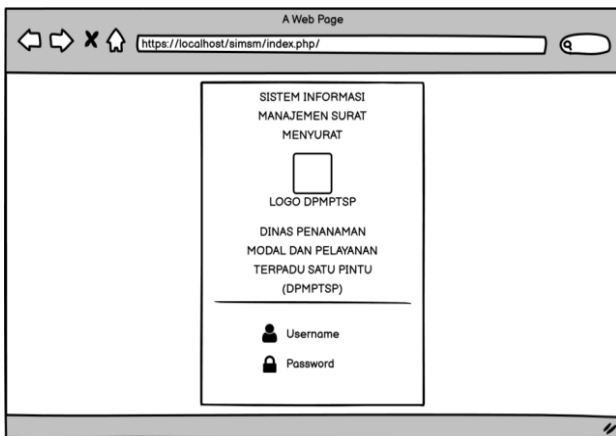 A Web Page
https://localhost/simsm/index.php/
SISTEM INFORMASI
MANAJEMEN SURAT
MENYURAT
LOGO DPMPTSP
DINAS PENANAMAN
MODAL DAN PELAYANAN
TERPADU SATU PINTU
(DPMPTSP)
Username
Password